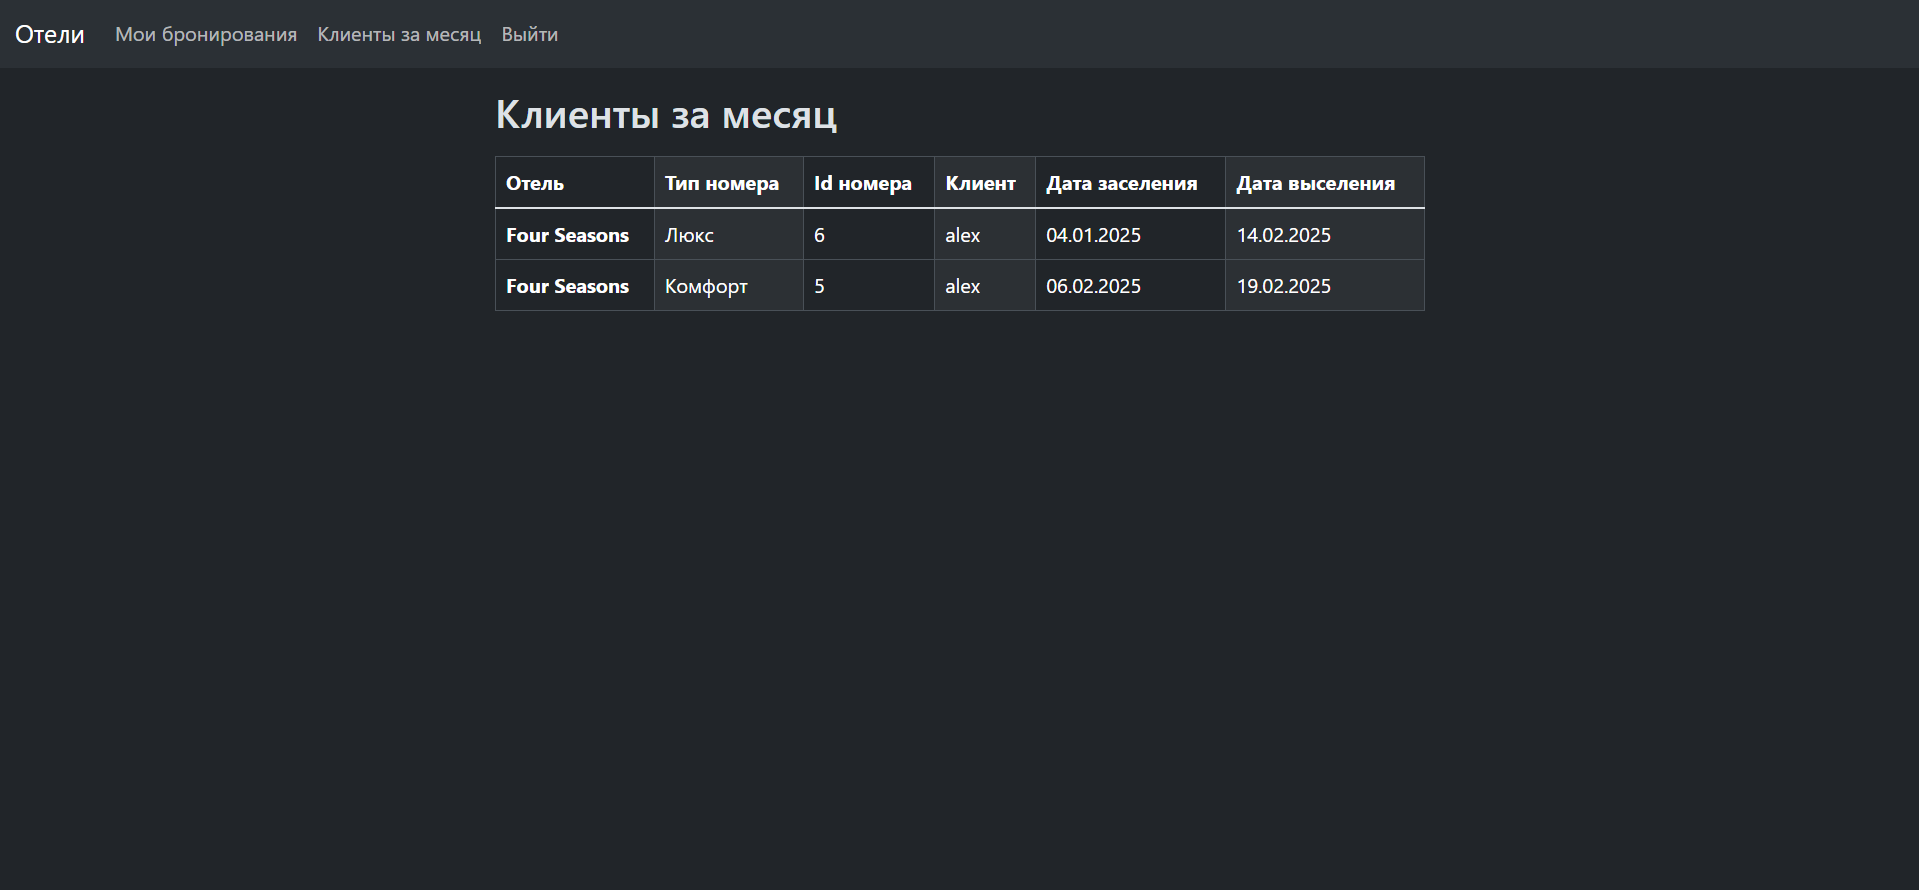 Отели Мои бронирования Клиенты за месяц Выйти
Клиенты за месяц
Отель Тип номера Id номера Клиент Дата заселения Дата выселения
Four Seasons Люкс 6 alex 04.01.2025 14.02.2025
Four Seasons Комфорт 5 alex 06.02.2025 19.02.2025